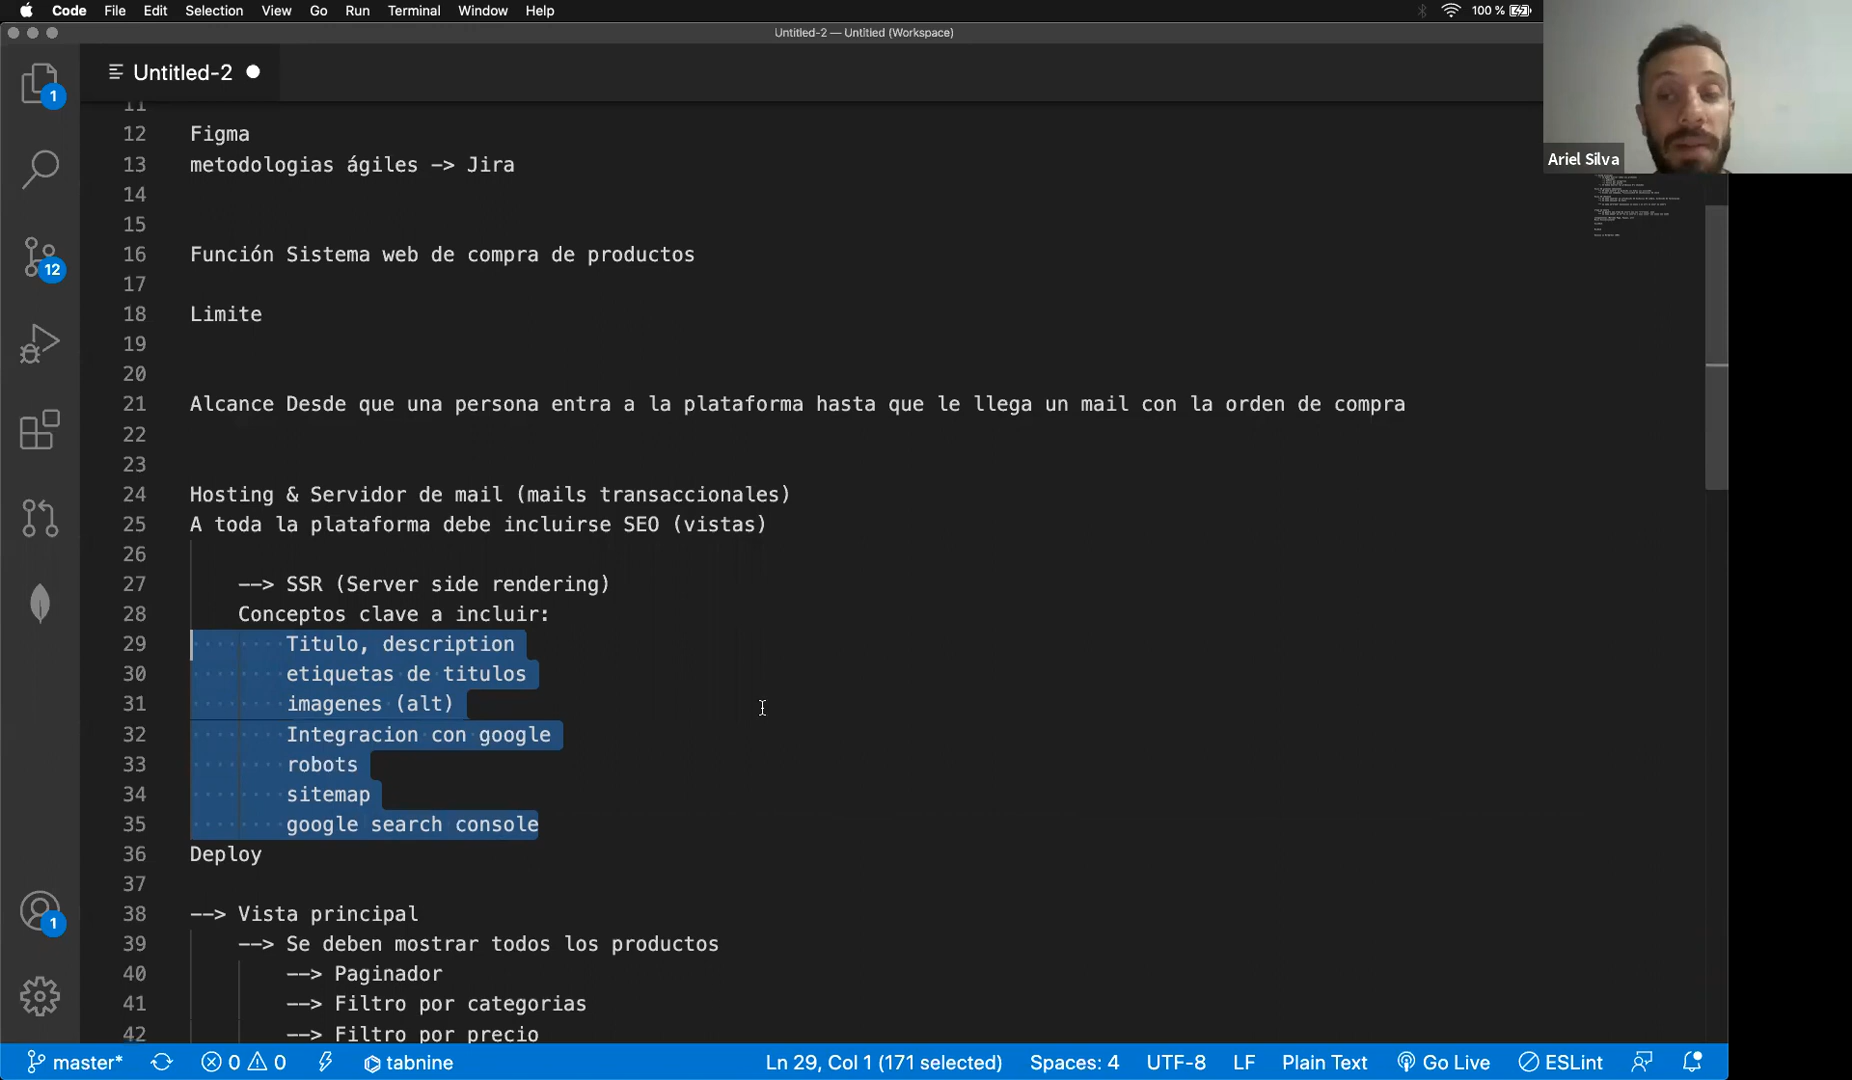 Code File Edit Selection View Go Run Terminal Window Help 100 %
Untitled-2 — Untitled (Workspace)
Untitled-2
Ariel Silva
1
12
1
11
12 Figma
13 metodologias ágiles -> Jira
14
15
16 Función Sistema web de compra de productos
17
18 Limite
19
20
21 Alcance Desde que una persona entra a la plataforma hasta que le llega un mail con la orden de compra
22
23
24 Hosting & Servidor de mail (mails transaccionales)
25 A toda la plataforma debe incluirse SEO (vistas)
26
27 --> SSR (Server side rendering)
28 Conceptos clave a incluir:
29 Titulo, description
30 etiquetas de titulos
31 imagenes (alt)
32 Integracion con google
33 robots
34 sitemap
35 google search console
36 Deploy
37
38 --> Vista principal
39 --> Se deben mostrar todos los productos
40 --> Paginador
41 --> Filtro por categorias
42 --> Filtro por precio
master* 0 0 tabnine Ln 29, Col 1 (171 selected) Spaces: 4 UTF-8 LF Plain Text Go Live ESLint